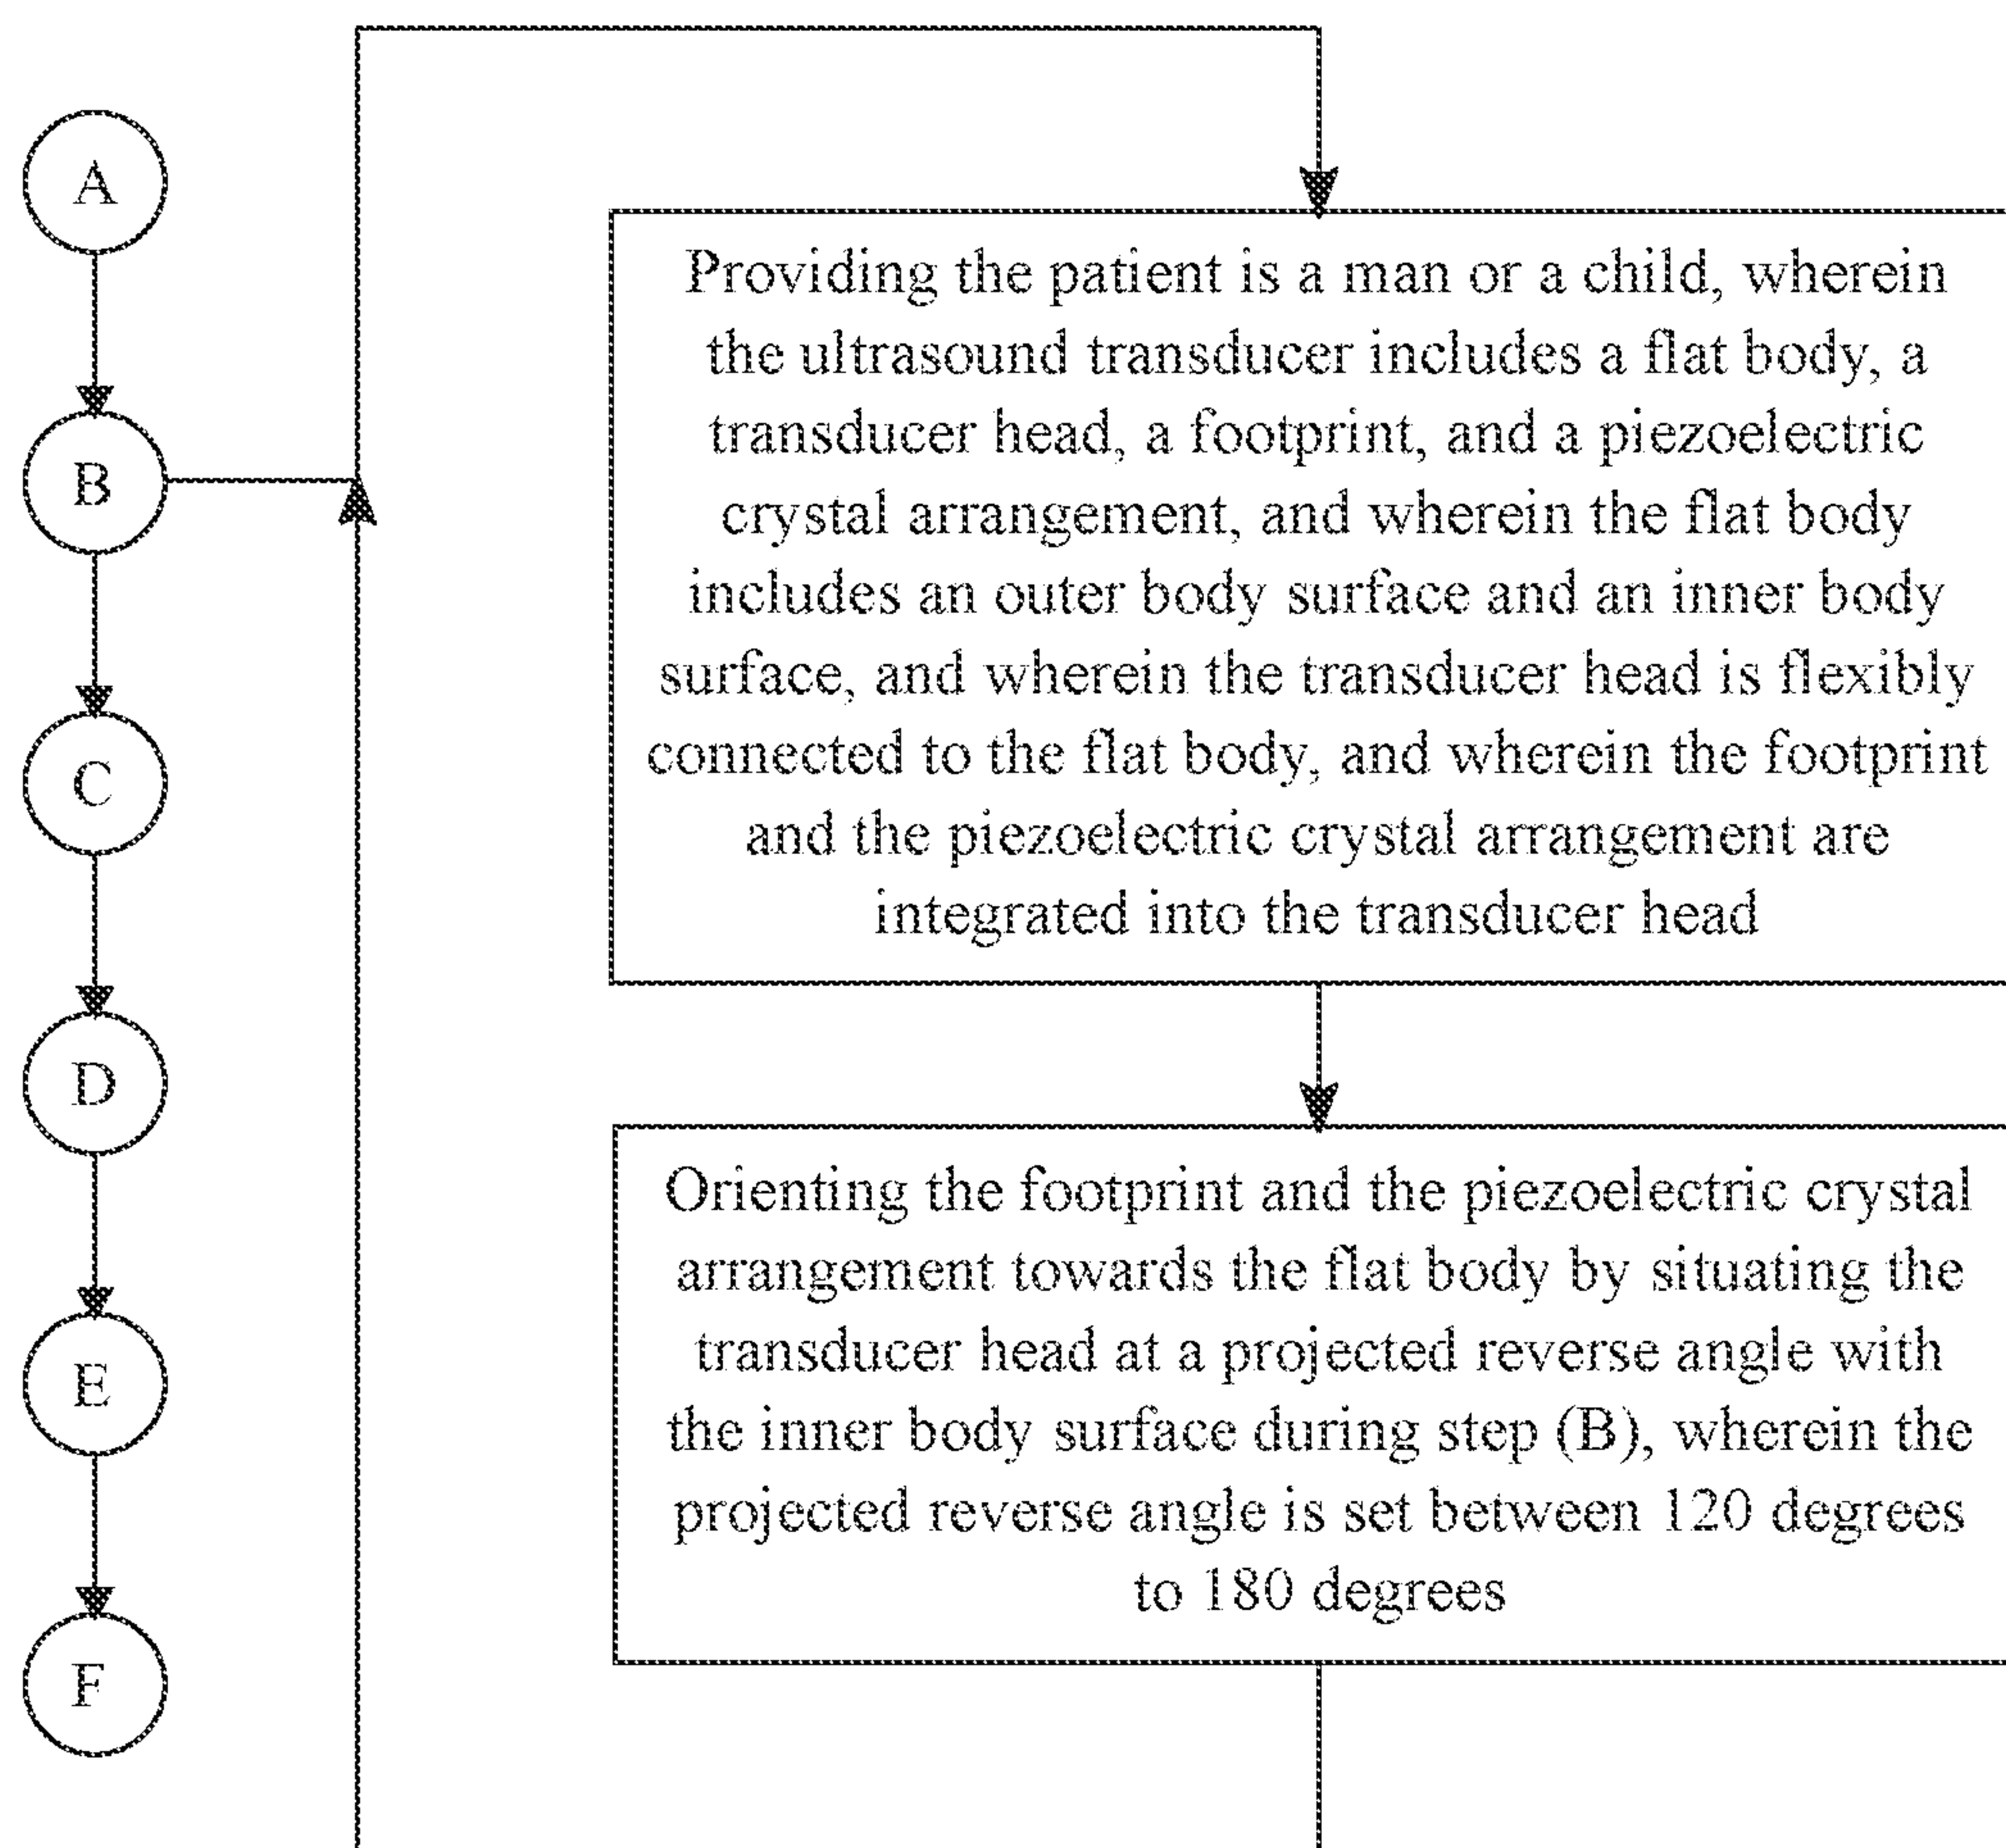 A
B
C
D
E
F
Providing the patient is a man or a child, wherein
the ultrasound transducer includes a flat body, a
transducer head, a footprint, and a piezoelectric
crystal arrangement, and wherein the flat body
includes an outer body surface and an inner body
surface, and wherein the transducer head is flexibly
connected to the flat body, and wherein the footprint
and the piezoelectric crystal arrangement are
integrated into the transducer head
Orienting the footprint and the piezoelectric crystal
arrangement towards the flat body by situating the
transducer head at a projected reverse angle with
the inner body surface during step (B), wherein the
projected reverse angle is set between 120 degrees
to 180 degrees